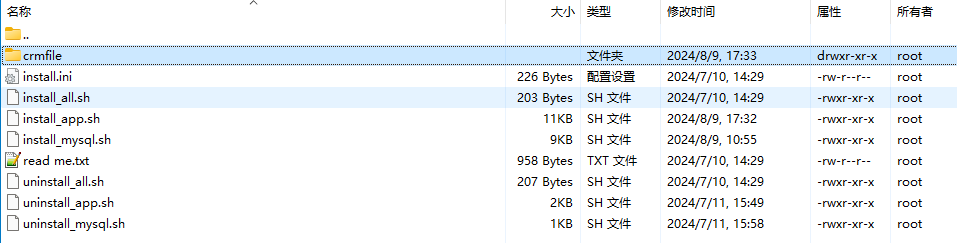 名称 大小 类型 修改时间 属性 所有者
..
crmfile 文件夹 2024/8/9, 17:33 drwxr-xr-x root
install.ini 226 Bytes 配置设置 2024/7/10, 14:29 -rw-r--r-- root
install_all.sh 203 Bytes SH 文件 2024/7/10, 14:29 -rwxr-xr-x root
install_app.sh 11KB SH 文件 2024/8/9, 17:32 -rwxr-xr-x root
install_mysql.sh 9KB SH 文件 2024/8/9, 10:55 -rwxr-xr-x root
read me.txt 958 Bytes TXT 文件 2024/7/10, 14:29 -rw-r--r-- root
uninstall_all.sh 207 Bytes SH 文件 2024/7/10, 14:29 -rwxr-xr-x root
uninstall_app.sh 2KB SH 文件 2024/7/11, 15:49 -rwxr-xr-x root
uninstall_mysql.sh 1KB SH 文件 2024/7/11, 15:58 -rwxr-xr-x root